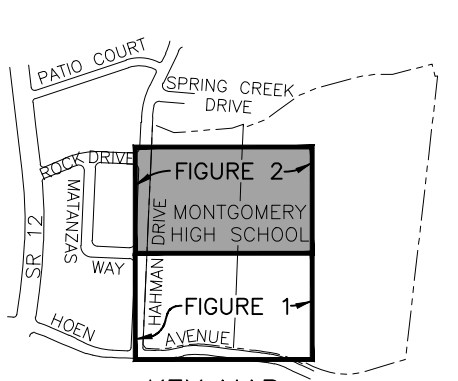 PATIO COURT
SPRING CREEK
DRIVE
ROCK DRIVE
FIGURE 2
MATANZAS
WAY
HAHMAN DRIVE
MONTGOMERY
HIGH SCHOOL
SR 12
FIGURE 1
HOEN
AVENUE